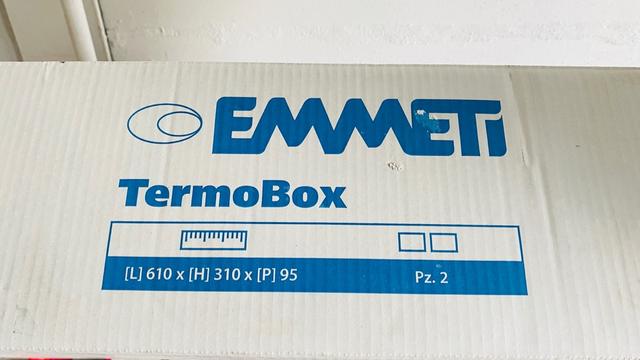 EMMETI
TermoBox
[L] 610 x [H] 310 x [P] 95
Pz. 2